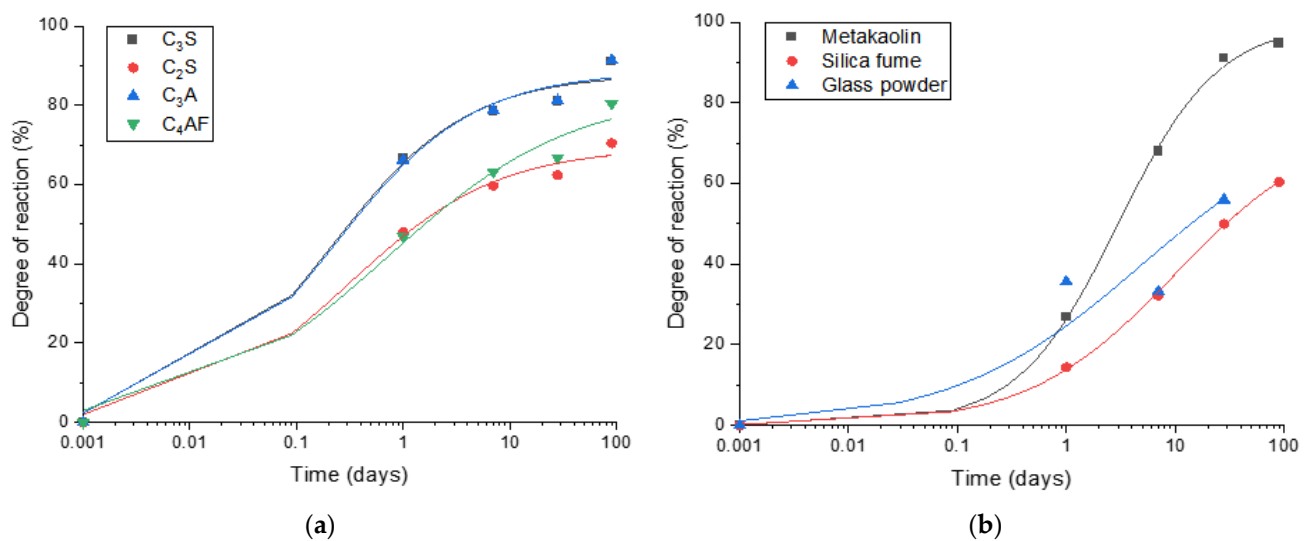 100
80
60
40
20
0
Degree of reaction (%)
C₃S
C₂S
C₃A
C₄AF
0.001 0.01 0.1 1 10 100
Time (days)
(a)
100
80
60
40
20
0
Degree of reaction (%)
Metakaolin
Silica fume
Glass powder
0.001 0.01 0.1 1 10 100
Time (days)
(b)